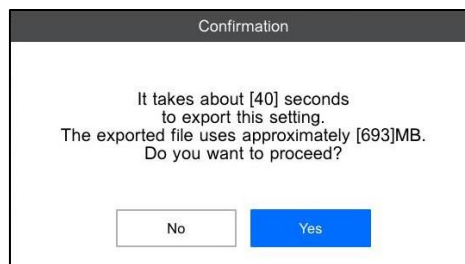 Confirmation
It takes about [40] seconds
to export this setting.
The exported file uses approximately [693]MB.
Do you want to proceed?
No
Yes